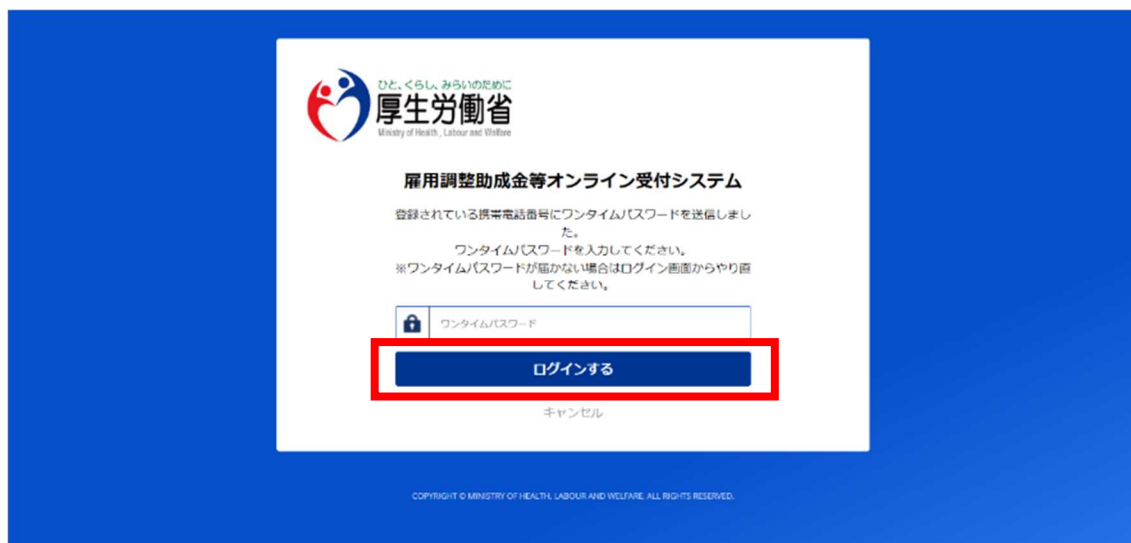 ひと、くらし、みらいのために
厚生労働省
Ministry of Health, Labour and Welfare
雇用調整助成金等オンライン受付システム
登録されている携帯電話番号にワンタイムパスワードを送信しまし
た。
ワンタイムパスワードを入力してください。
※ワンタイムパスワードが届かない場合はログイン画面からやり直
してください。
ワンタイムパスワード
ログインする
キャンセル
COPYRIGHT © MINISTRY OF HEALTH, LABOUR AND WELFARE, ALL RIGHTS RESERVED.